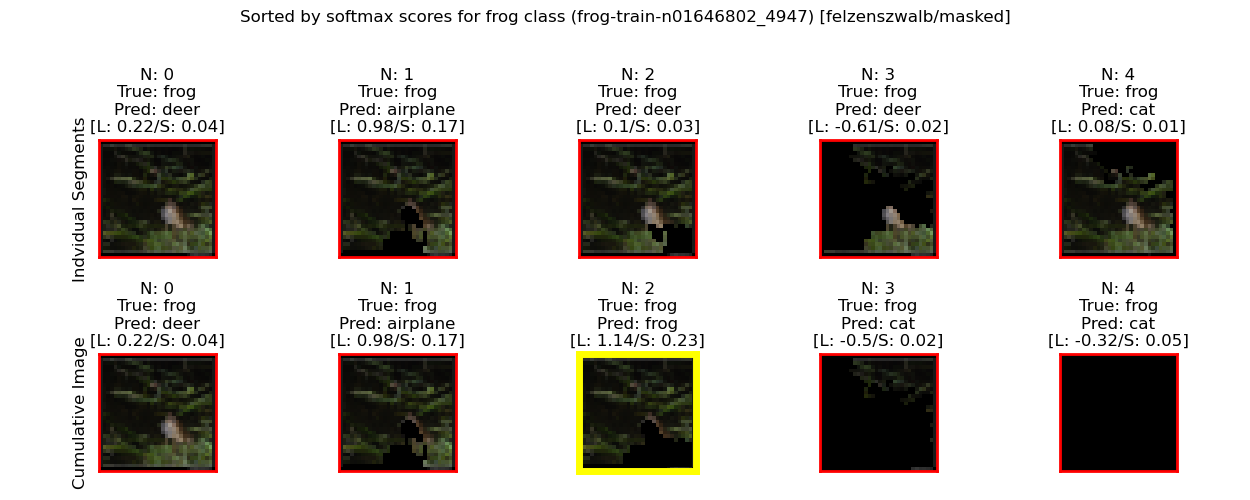 Sorted by softmax scores for frog class (frog-train-n01646802_4947) [felzenszwalb/masked]
Indvidual Segments
N: 0
True: frog
Pred: deer
[L: 0.22/S: 0.04]
N: 1
True: frog
Pred: airplane
[L: 0.98/S: 0.17]
N: 2
True: frog
Pred: deer
[L: 0.1/S: 0.03]
N: 3
True: frog
Pred: deer
[L: -0.61/S: 0.02]
N: 4
True: frog
Pred: cat
[L: 0.08/S: 0.01]
Cumulative Image
N: 0
True: frog
Pred: deer
[L: 0.22/S: 0.04]
N: 1
True: frog
Pred: airplane
[L: 0.98/S: 0.17]
N: 2
True: frog
Pred: frog
[L: 1.14/S: 0.23]
N: 3
True: frog
Pred: cat
[L: -0.5/S: 0.02]
N: 4
True: frog
Pred: cat
[L: -0.32/S: 0.05]